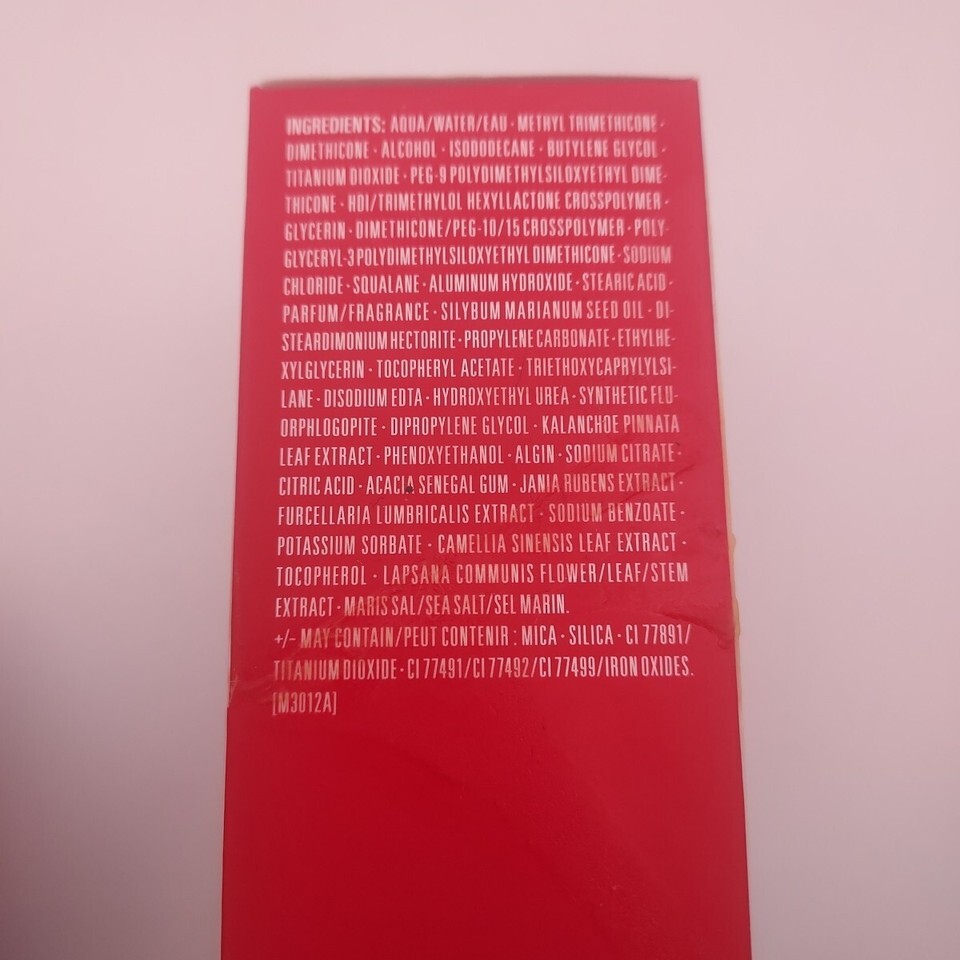 INGREDIENTS: AQUA/WATER/EAU · METHYL TRIMETHICONE ·
DIMETHICONE · ALCOHOL · ISODODECANE · BUTYLENE GLYCOL ·
TITANIUM DIOXIDE · PEG-9 POLYDIMETHYLSILOXYETHYL DIME-
THICONE · HDI/TRIMETHYLOL HEXYLLACTONE CROSSPOLYMER ·
GLYCERIN · DIMETHICONE/PEG-10/15 CROSSPOLYMER · POLY-
GLYCERYL-3 POLYDIMETHYLSILOXYETHYL DIMETHICONE · SODIUM
CHLORIDE · SQUALANE · ALUMINUM HYDROXIDE · STEARIC ACID ·
PARFUM/FRAGRANCE · SILYBUM MARIANUM SEED OIL · DI-
STEARDIMONIUM HECTORITE · PROPYLENE CARBONATE · ETHYLHE-
XYLGLYCERIN · TOCOPHERYL ACETATE · TRIETHOXYCAPRYLYLSI-
LANE · DISODIUM EDTA · HYDROXYETHYL UREA · SYNTHETIC FLU-
ORPHLOGOPITE · DIPROPYLENE GLYCOL · KALANCHOE PINNATA
LEAF EXTRACT · PHENOXYETHANOL · ALGIN · SODIUM CITRATE ·
CITRIC ACID · ACACIA SENEGAL GUM · JANIA RUBENS EXTRACT ·
FURCELLARIA LUMBRICALIS EXTRACT · SODIUM BENZOATE ·
POTASSIUM SORBATE · CAMELLIA SINENSIS LEAF EXTRACT ·
TOCOPHEROL · LAPSANA COMMUNIS FLOWER/LEAF/STEM
EXTRACT · MARIS SAL/SEA SALT/SEL MARIN.
+/- MAY CONTAIN/PEUT CONTENIR : MICA · SILICA · CI 77891/
TITANIUM DIOXIDE · CI 77491/CI 77492/CI 77499/IRON OXIDES.
[M3012A]